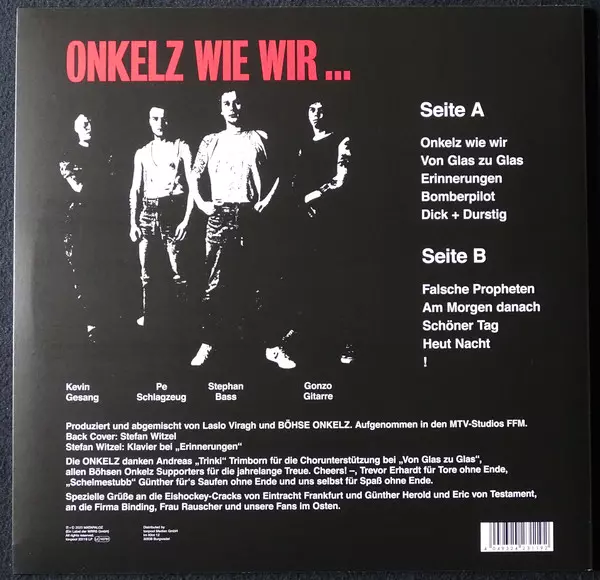 ONKELZ WIE WIR ...
Seite A
Onkelz wie wir
Von Glas zu Glas
Erinnerungen
Bomberpilot
Dick + Durstig
Seite B
Falsche Propheten
Am Morgen danach
Schöner Tag
Heut Nacht
!
Kevin
Gesang
Pe
Schlagzeug
Stephan
Bass
Gonzo
Gitarre
Produziert und abgemischt von Laslo Viragh und BÖHSE ONKELZ. Aufgenommen in den MTV-Studios FFM.
Back Cover: Stefan Witzel
Stefan Witzel: Klavier bei „Erinnerungen"
Die ONKELZ danken Andreas „Trinki" Trimborn für die Chorunterstützung bei „Von Glas zu Glas",
allen Böhsen Onkelz Supporters für die jahrelange Treue. Cheers! –, Trevor Erhardt für Tore ohne Ende,
„Schelmestubb" Günther für's Saufen ohne Ende und uns selbst für Spaß ohne Ende.
Spezielle Grüße an die Eishockey-Cracks von Eintracht Frankfurt und Günther Herold und Eric von Testament,
an die Firma Binding, Frau Rauscher und unsere Fans im Osten.
All rights reserved.
Distributed by